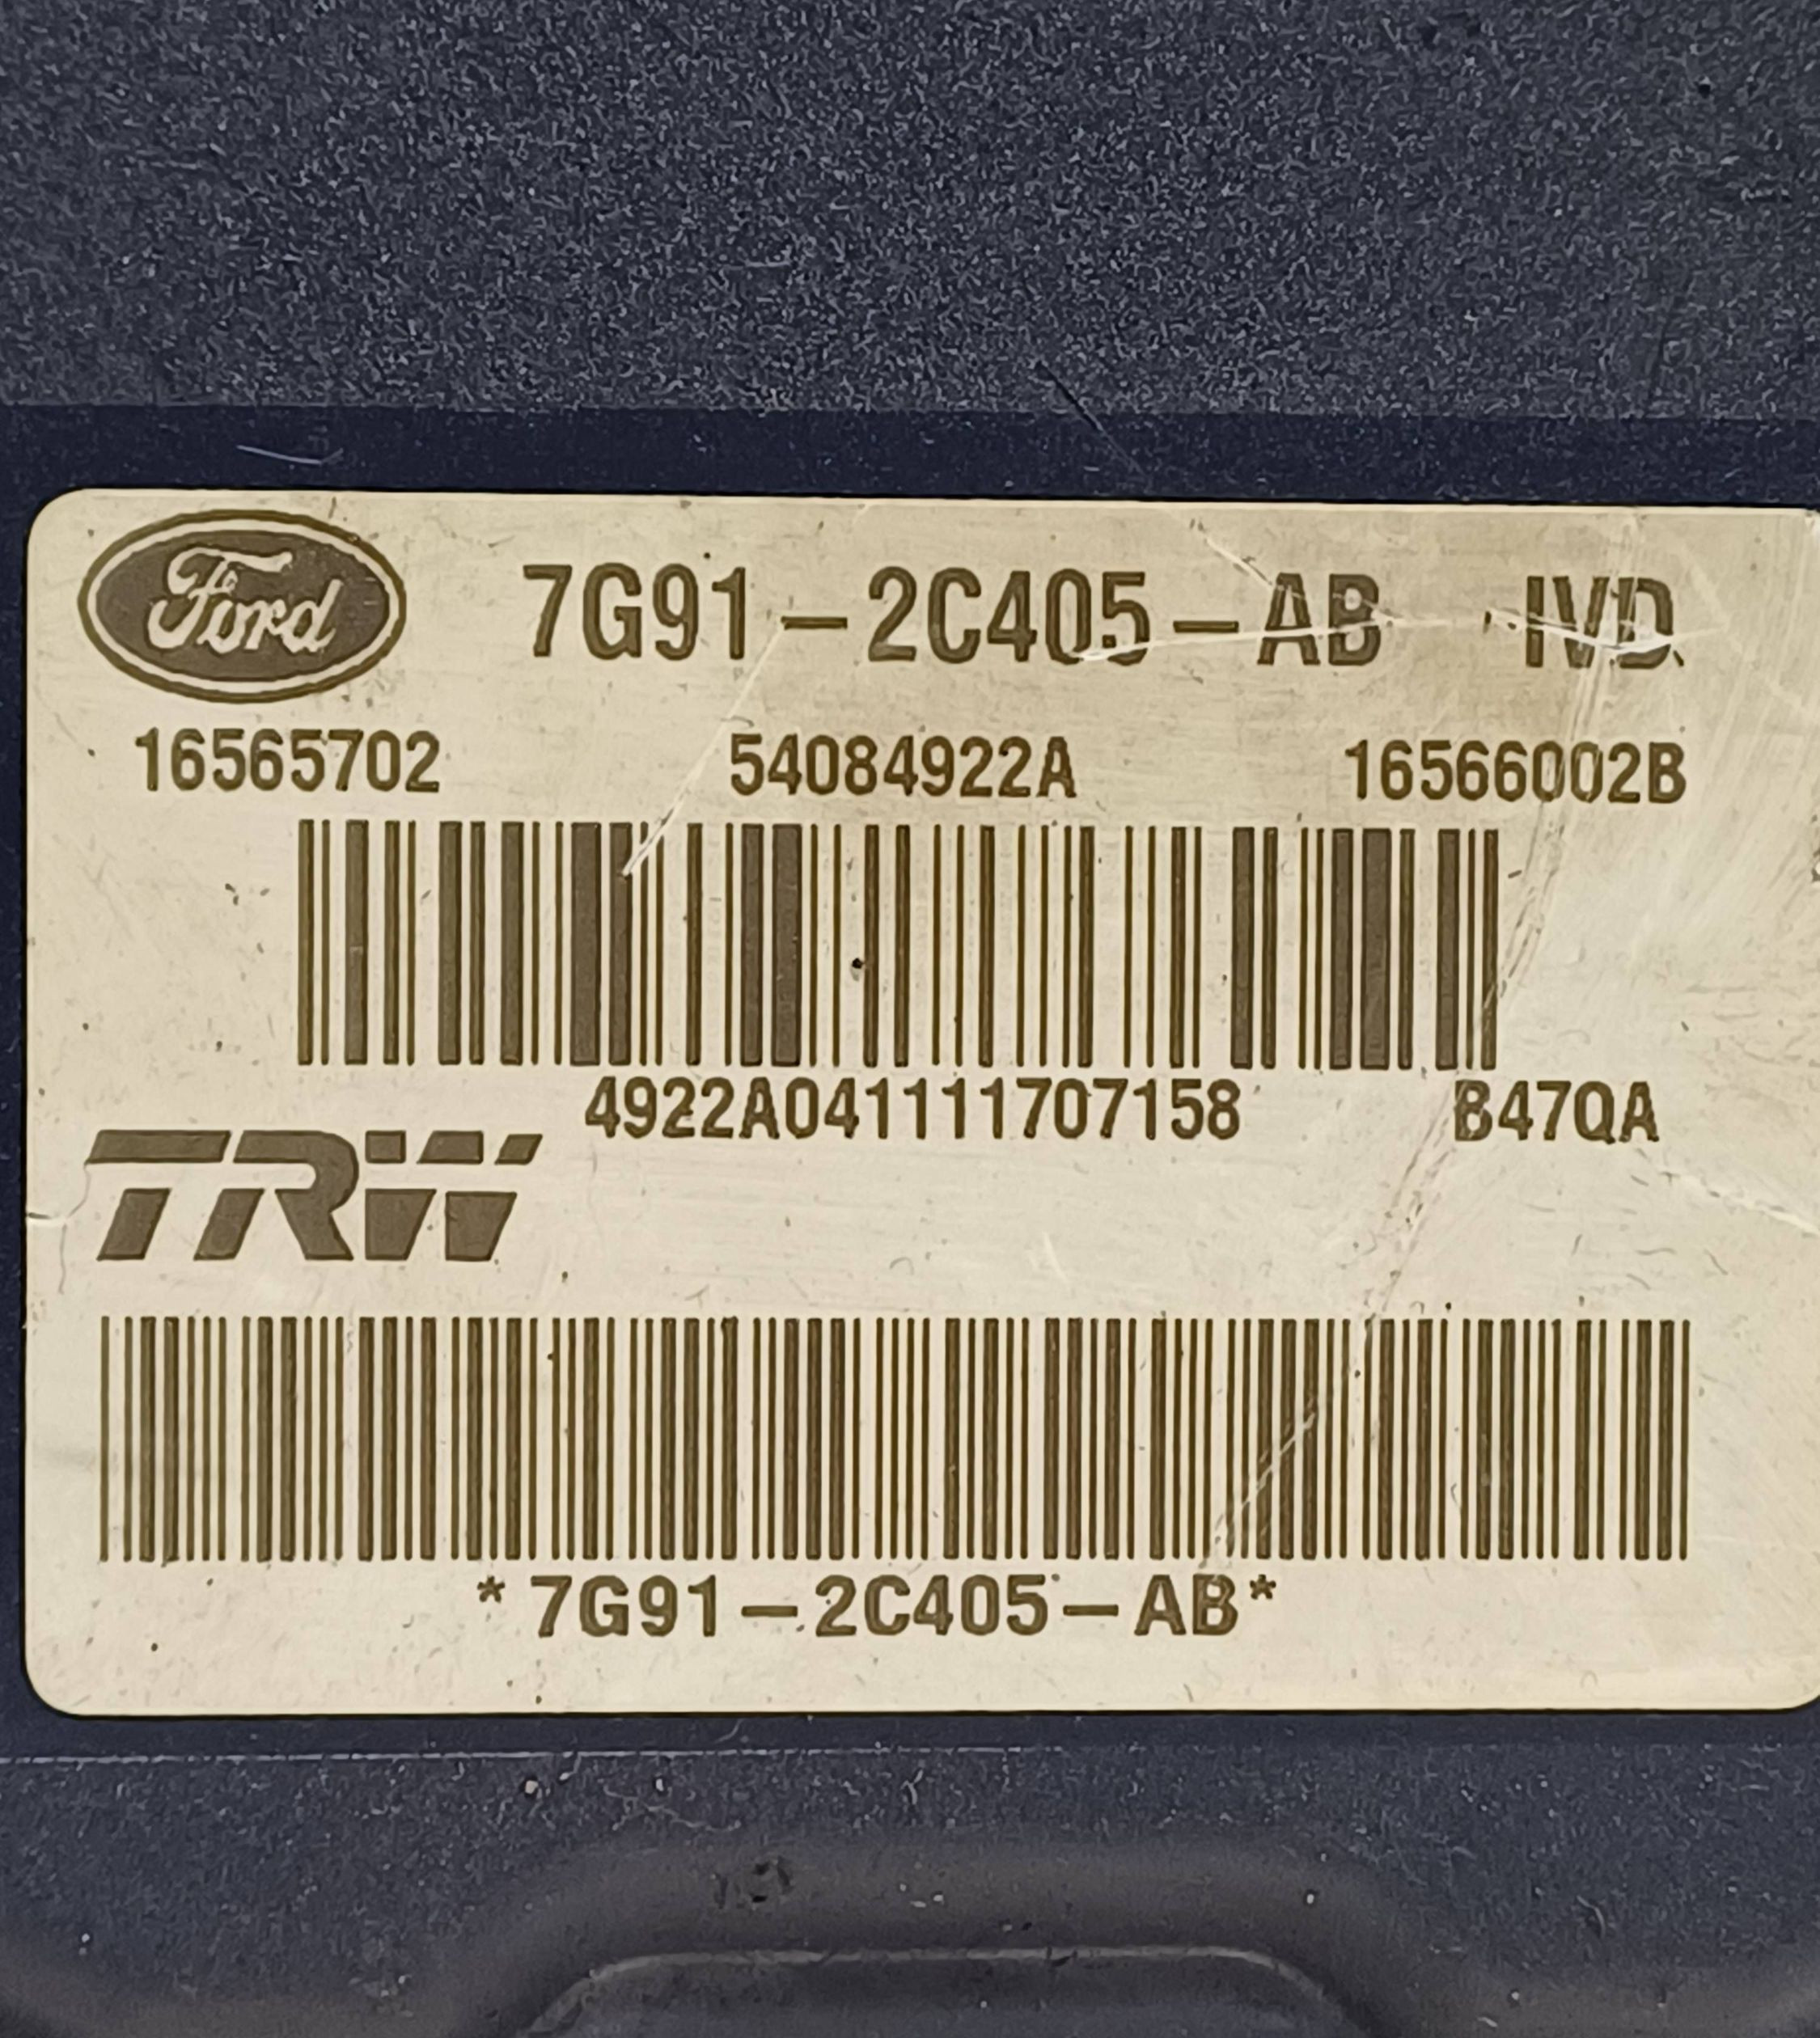 Ford 7G91-2C405-AB IVD
16565702 54084922A 16566002B
4922A041111707158 B47QA
TRW
*7G91-2C405-AB*